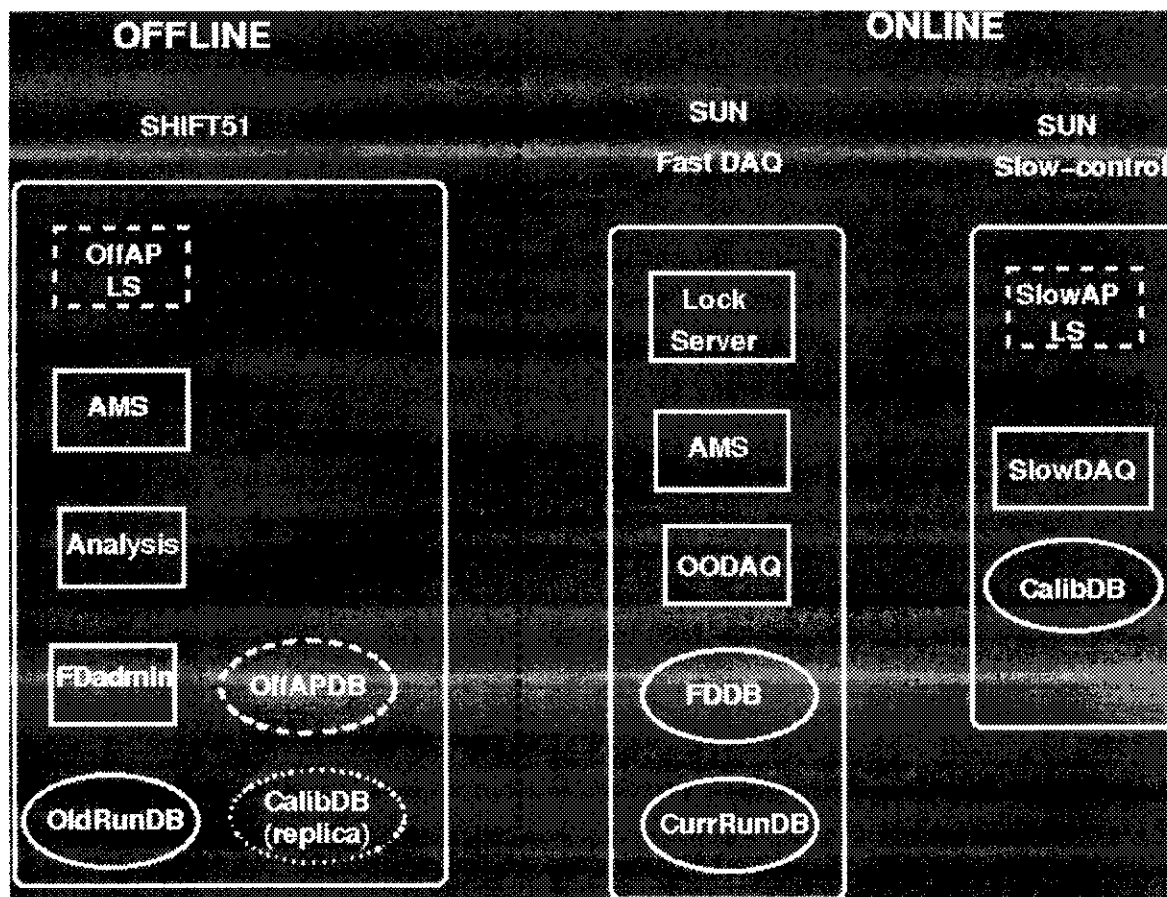 OFFLINE
ONLINE
SHIFT51
SUN
Fast DAQ
SUN
Slow-control
OffAP
LS
AMS
Analysis
FDadmin
OffAPDB
OldRunDB
CalibDB
(replica)
Lock
Server
AMS
OODAQ
FDDB
CurrRunDB
SlowAP
LS
SlowDAQ
CalibDB